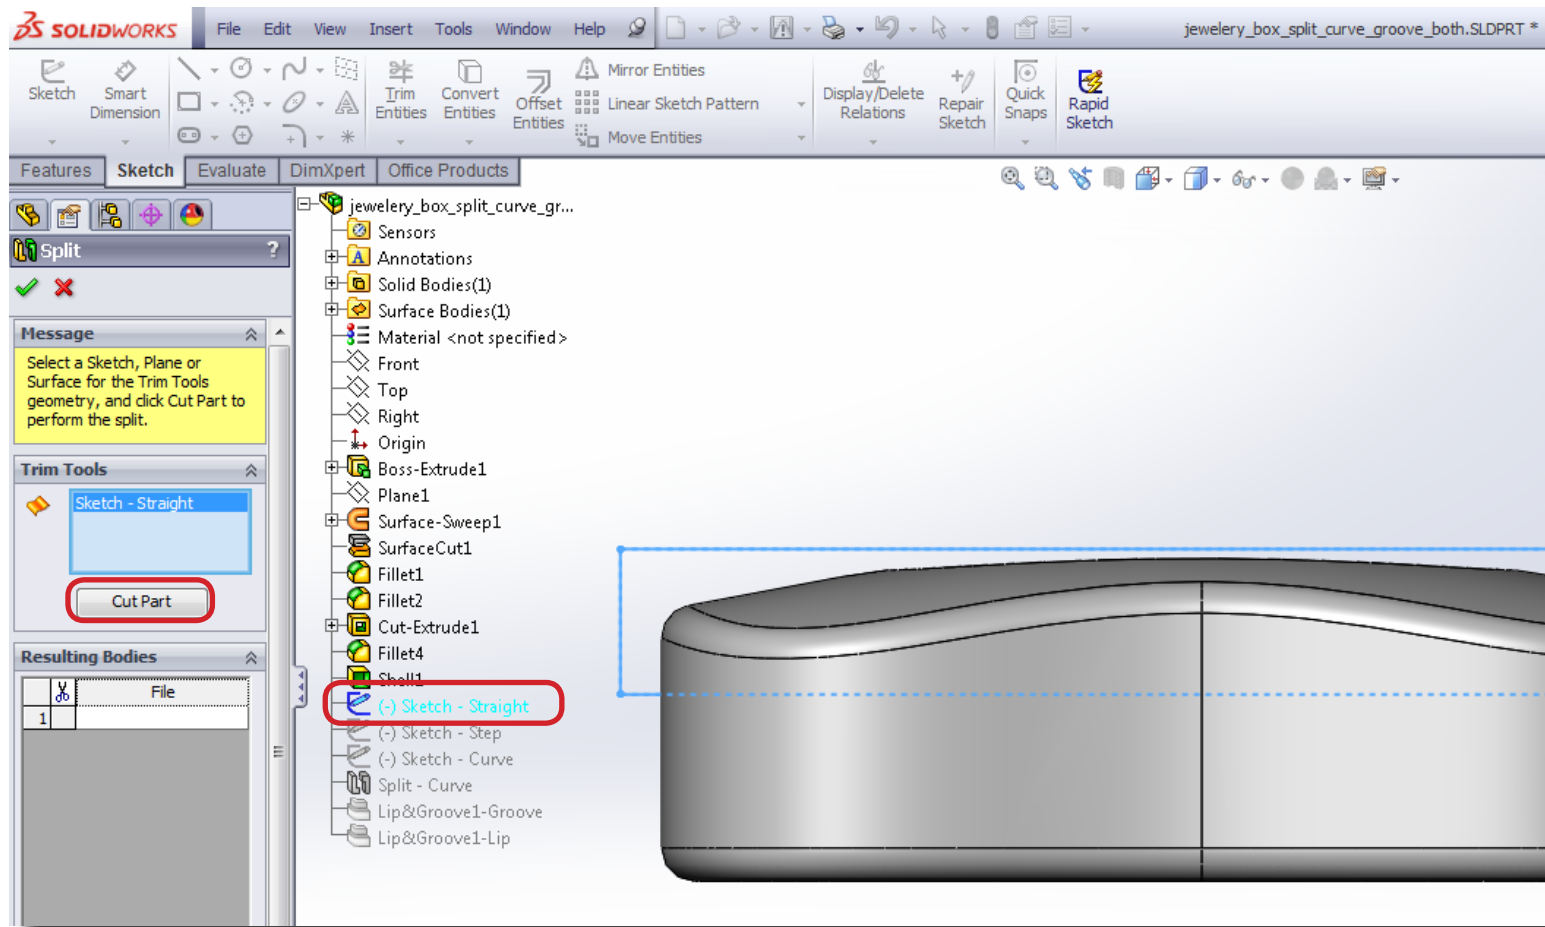 SOLIDWORKS File Edit View Insert Tools Window Help jewelery_box_split_curve_groove_both.SLDPRT *
Sketch Smart Dimension Trim Entities Convert Entities Offset Entities Mirror Entities Linear Sketch Pattern Move Entities Display/Delete Relations Repair Sketch Quick Snaps Rapid Sketch
Features Sketch Evaluate DimXpert Office Products
Split ?
Message
Select a Sketch, Plane or
Surface for the Trim Tools
geometry, and click Cut Part to
perform the split.
Trim Tools
Sketch - Straight
Cut Part
Resulting Bodies
File
1
jewelery_box_split_curve_gr...
Sensors
A Annotations
Solid Bodies(1)
Surface Bodies(1)
Material <not specified>
Front
Top
Right
Origin
Boss-Extrude1
Plane1
Surface-Sweep1
SurfaceCut1
Fillet1
Fillet2
Cut-Extrude1
Fillet4
Shell1
(-) Sketch - Straight
(-) Sketch - Step
(-) Sketch - Curve
Split - Curve
Lip&Groove1-Groove
Lip&Groove1-Lip